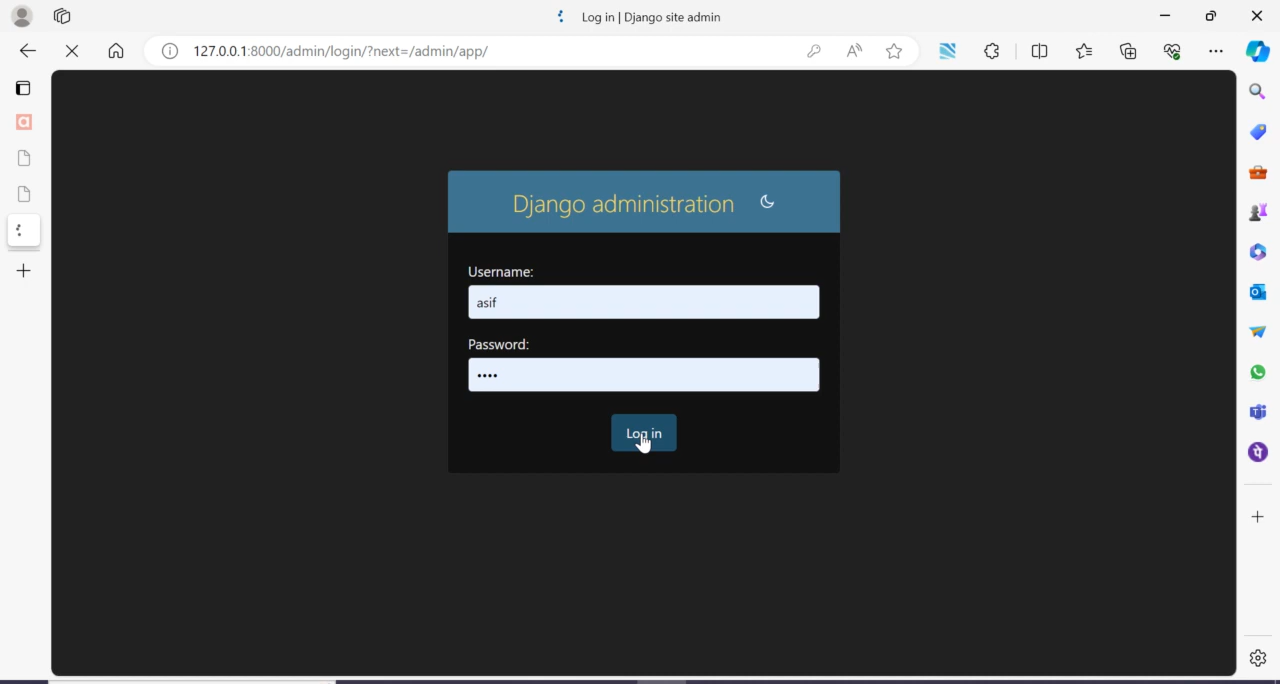 Log in | Django site admin
127.0.0.1:8000/admin/login/?next=/admin/app/
Django administration
Username:
asif
Password:
••••
Log in